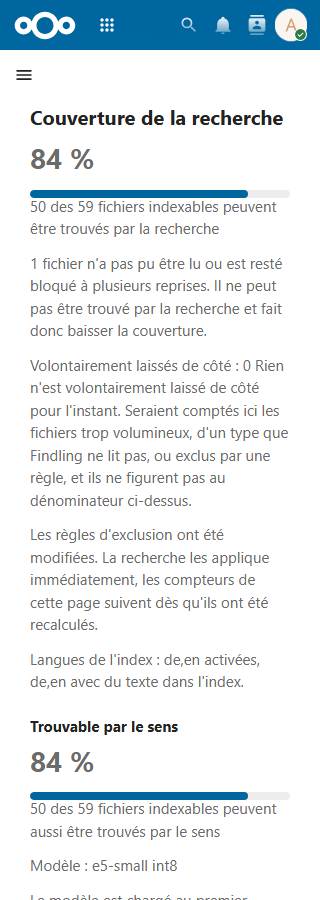 A
Couverture de la recherche
84 %
50 des 59 fichiers indexables peuvent
être trouvés par la recherche
1 fichier n'a pas pu être lu ou est resté
bloqué à plusieurs reprises. Il ne peut
pas être trouvé par la recherche et fait
donc baisser la couverture.
Volontairement laissés de côté : 0 Rien
n'est volontairement laissé de côté
pour l'instant. Seraient comptés ici les
fichiers trop volumineux, d'un type que
Findling ne lit pas, ou exclus par une
règle, et ils ne figurent pas au
dénominateur ci-dessus.
Les règles d'exclusion ont été
modifiées. La recherche les applique
immédiatement, les compteurs de
cette page suivent dès qu'ils ont été
recalculés.
Langues de l'index : de,en activées,
de,en avec du texte dans l'index.
Trouvable par le sens
84 %
50 des 59 fichiers indexables peuvent
aussi être trouvés par le sens
Modèle : e5-small int8
Le modèle est chargé au premier